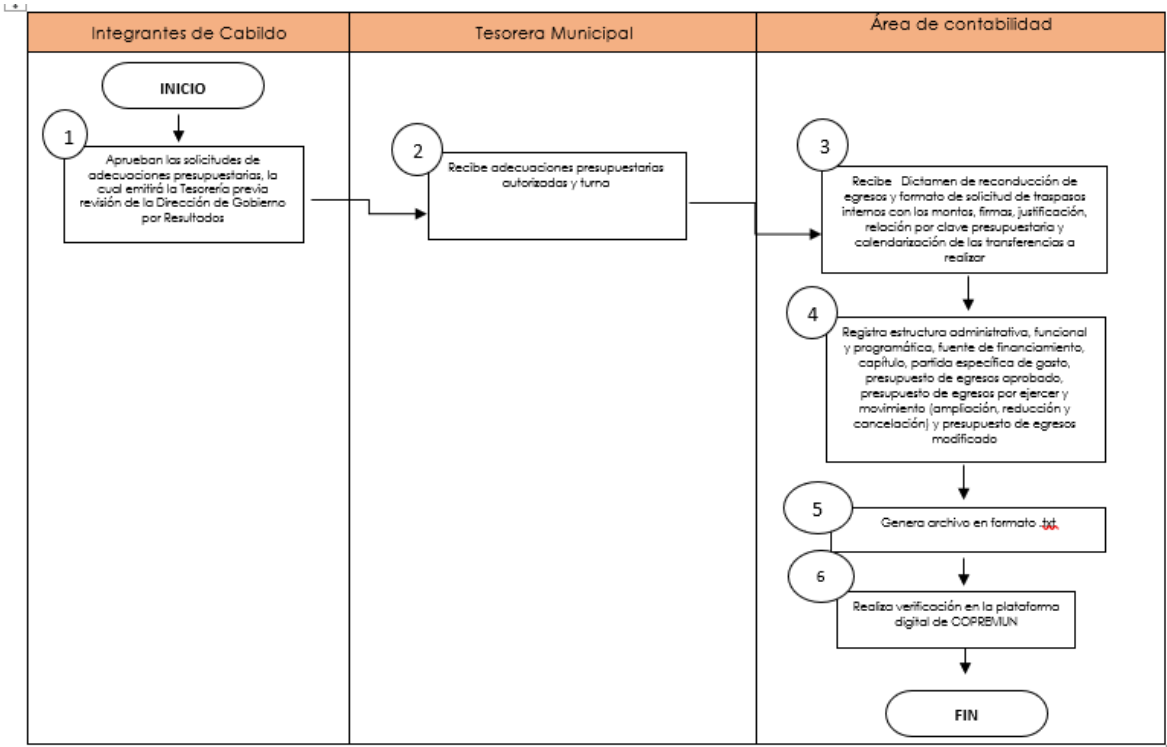 Integrantes de Cabildo
Tesorera Municipal
Área de contabilidad
INICIO
1
Aprueban las solicitudes de
adecuaciones presupuestarias, la
cual emitirá la Tesorería previa
revisión de la Dirección de Gobierno
por Resultados
2
Recibe adecuaciones presupuestarias
autorizadas y turna
3
Recibe Dictamen de reconducción de
egresos y formato de solicitud de traspasos
internos con los montos, firmas, justificación,
relación por clave presupuestaria y
calendarización de las transferencias a
realizar
4
Registra estructura administrativa, funcional
y programática, fuente de financiamiento,
capítulo, partida específica de gasto,
presupuesto de egresos aprobado,
presupuesto de egresos por ejercer y
movimiento (ampliación, reducción y
cancelación) y presupuesto de egresos
modificado
5
Genera archivo en formato .txt.
6
Realiza verificación en la plataforma
digital de COPREMUN
FIN